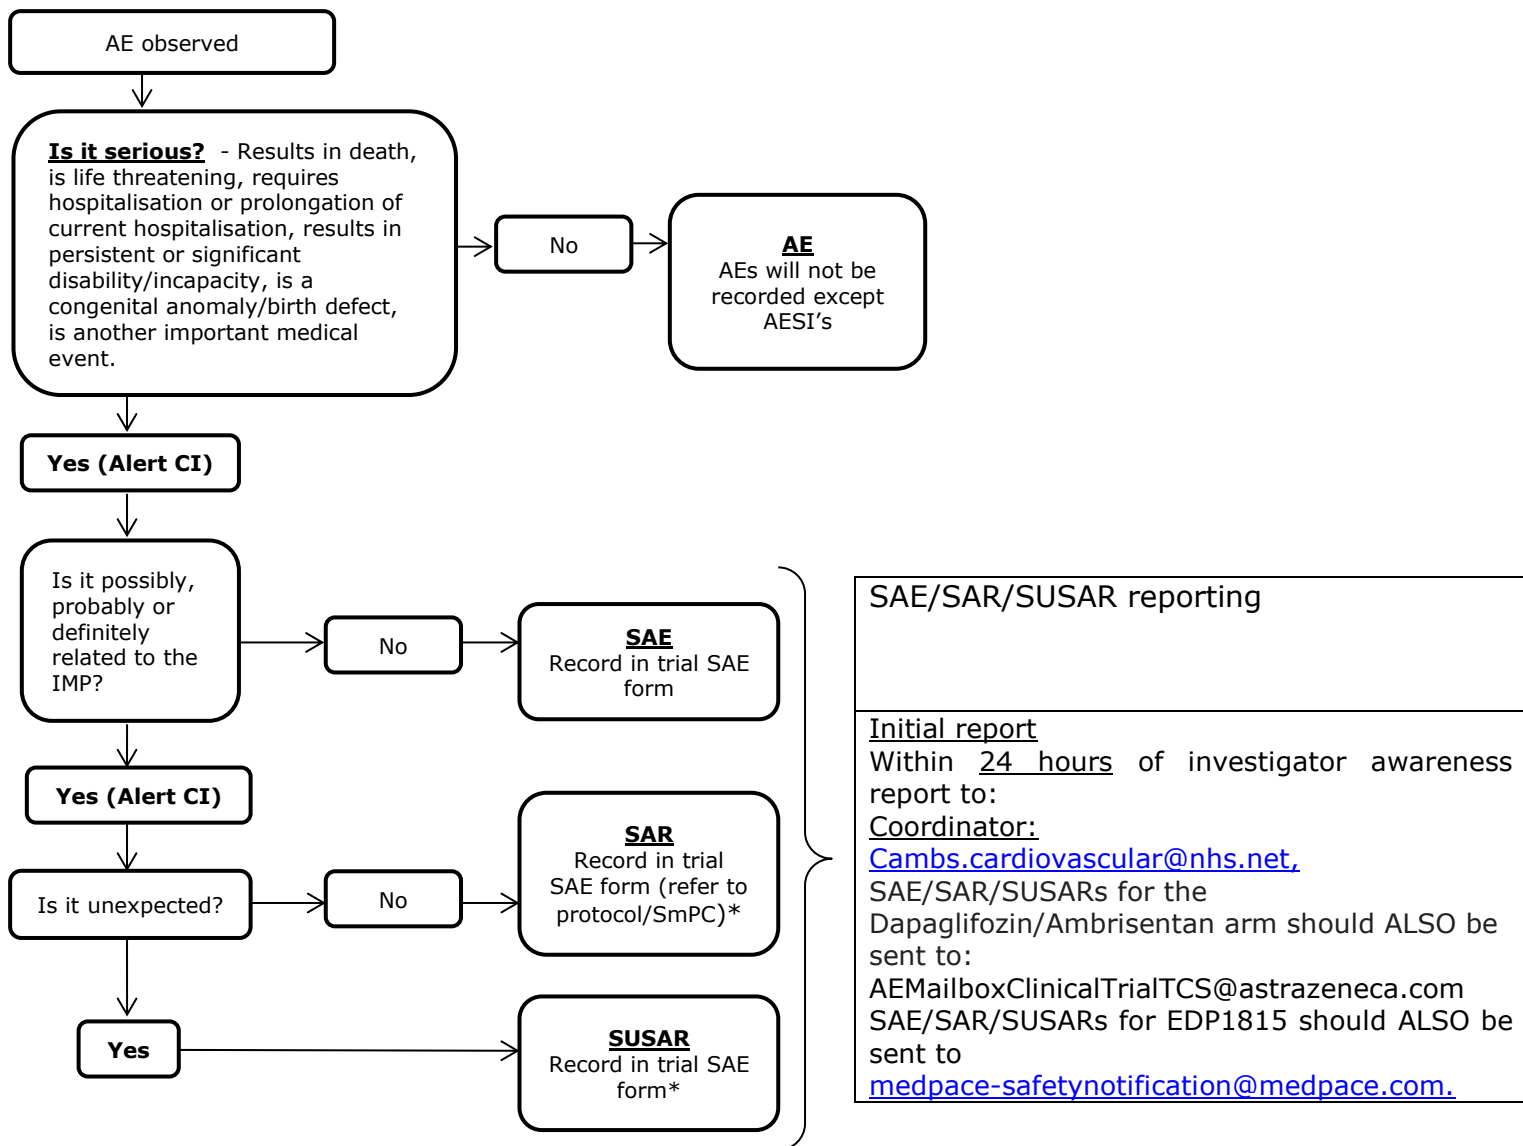 AE observed
Is it serious? - Results in death,
is life threatening, requires
hospitalisation or prolongation of
current hospitalisation, results in
persistent or significant
disability/incapacity, is a
congenital anomaly/birth defect,
is another important medical
event.
No
AE
AEs will not be
recorded except
AESI’s
Yes (Alert CI)
Is it possibly,
probably or
definitely
related to the
IMP?
No
SAE
Record in trial SAE
form
Yes (Alert CI)
Is it unexpected?
No
SAR
Record in trial
SAE form (refer to
protocol/SmPC)*
Yes
SUSAR
Record in trial SAE
form*
SAE/SAR/SUSAR reporting
Initial report
Within 24 hours of investigator awareness
report to:
Coordinator:
Cambs.cardiovascular@nhs.net,
SAE/SAR/SUSARs for the
Dapaglifozin/Ambrisentan arm should ALSO be
sent to:
AEMailboxClinicalTrialTCS@astrazeneca.com
SAE/SAR/SUSARs for EDP1815 should ALSO be
sent to
medpace-safetynotification@medpace.com.